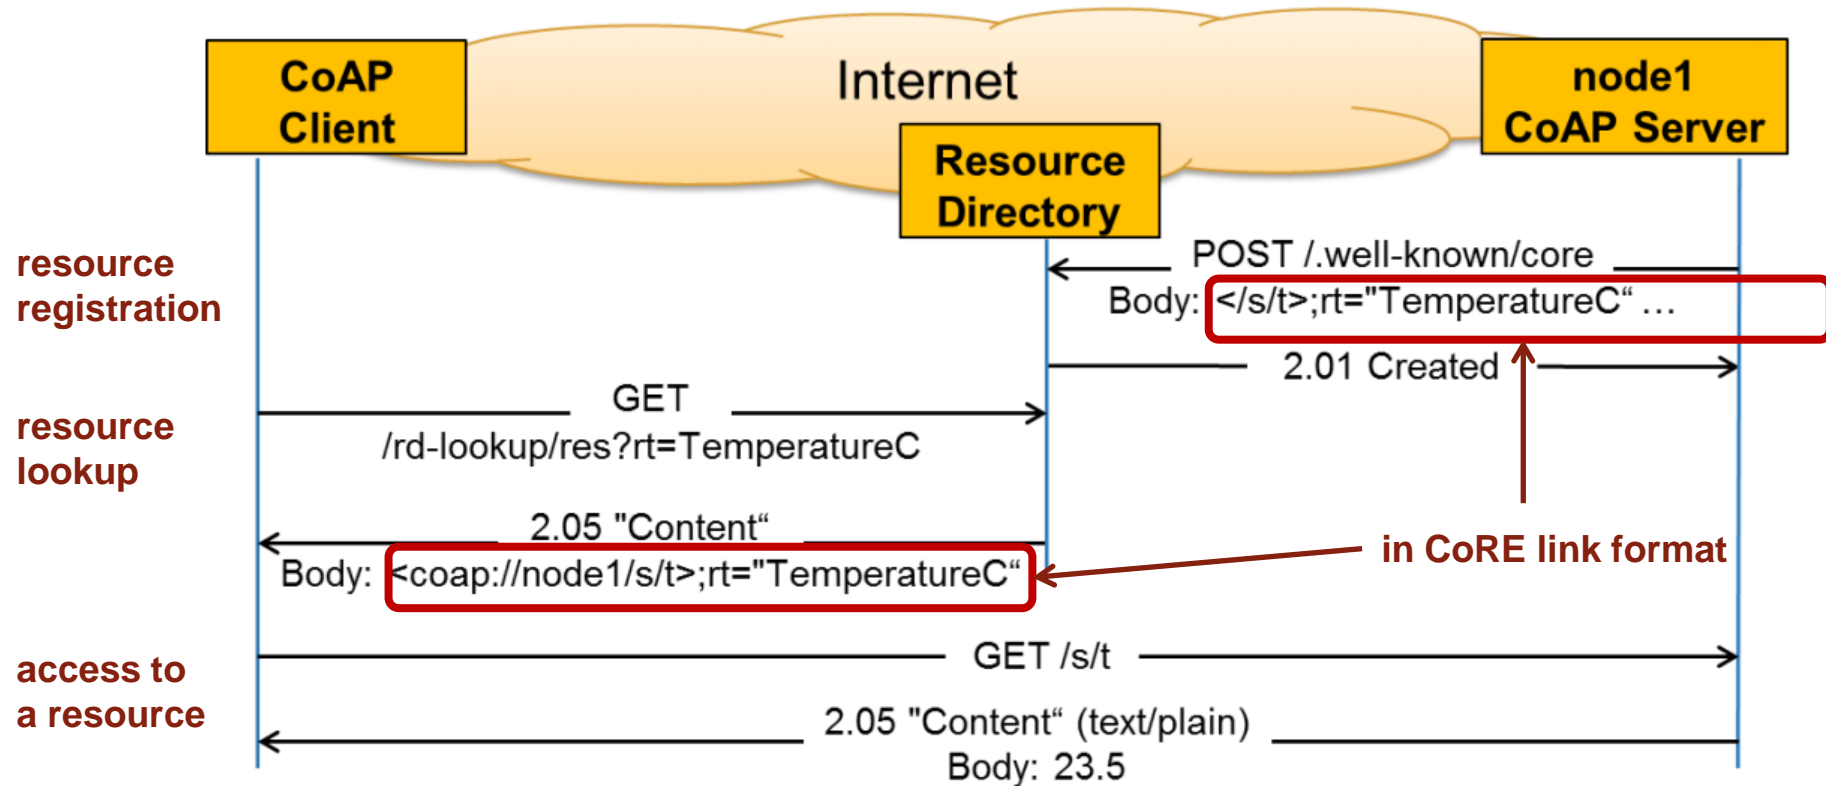 CoAP
Client
Internet
node1
CoAP Server
Resource
Directory
resource
registration
POST /.well-known/core
Body: </s/t>;rt="TemperatureC“ ...
2.01 Created
resource
lookup
GET
/rd-lookup/res?rt=TemperatureC
2.05 "Content“
Body: <coap://node1/s/t>;rt="TemperatureC“
in CoRE link format
access to
a resource
GET /s/t
2.05 "Content“ (text/plain)
Body: 23.5